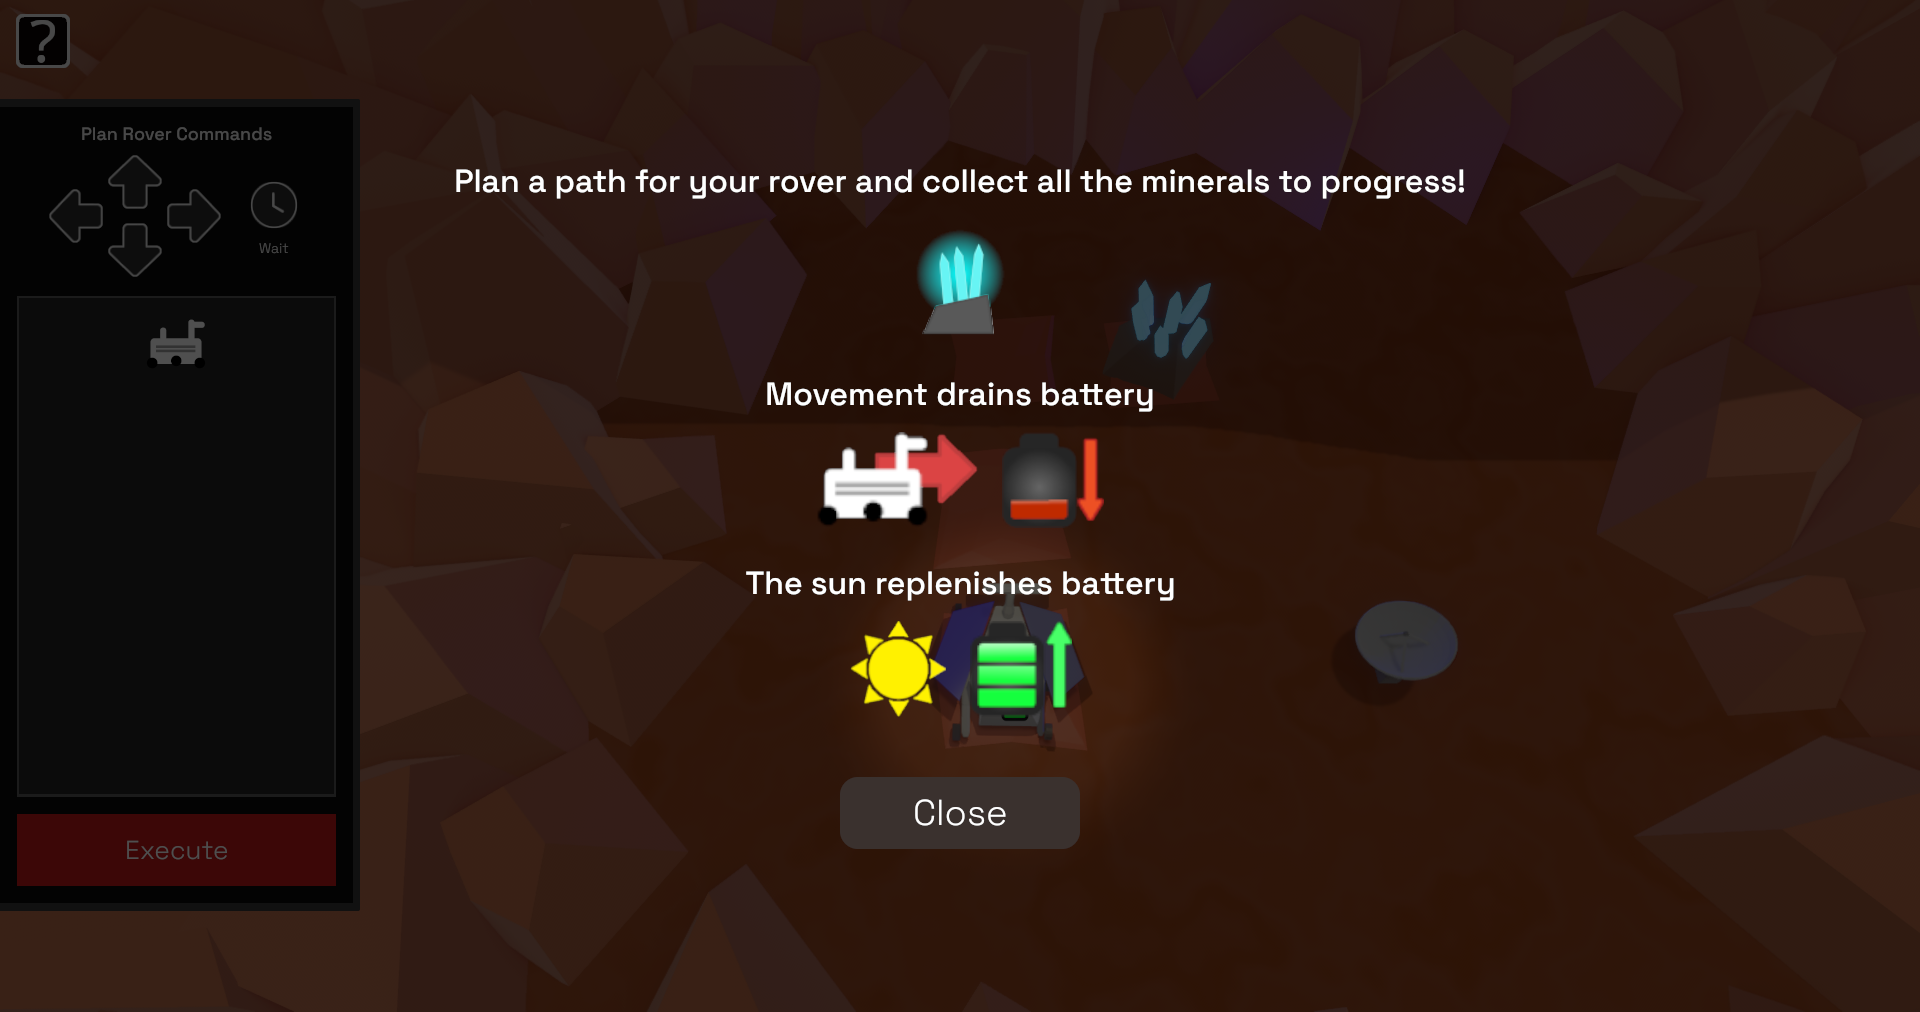 ?
Plan Rover Commands
Wait
Execute
Plan a path for your rover and collect all the minerals to progress!
Movement drains battery
The sun replenishes battery
Close